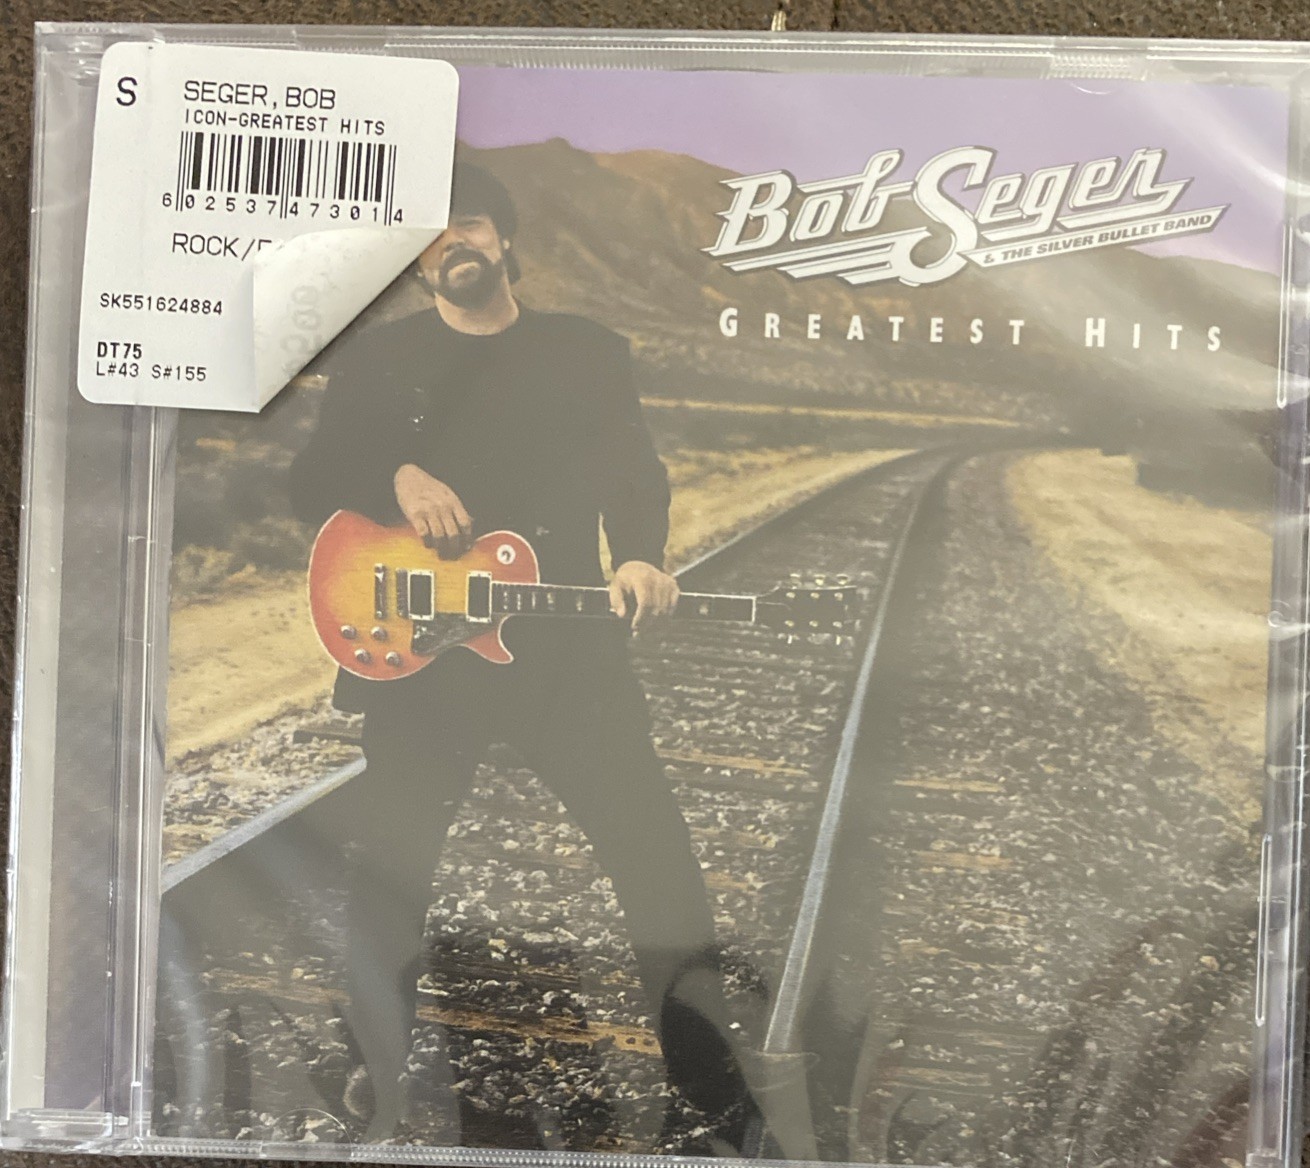 S
SEGER, BOB
ICON-GREATEST HITS
6 02537 47301 4
ROCK/
SK551624884
DT75
L#43 S#155
Bob Seger
& THE SILVER BULLET BAND
GREATEST HITS